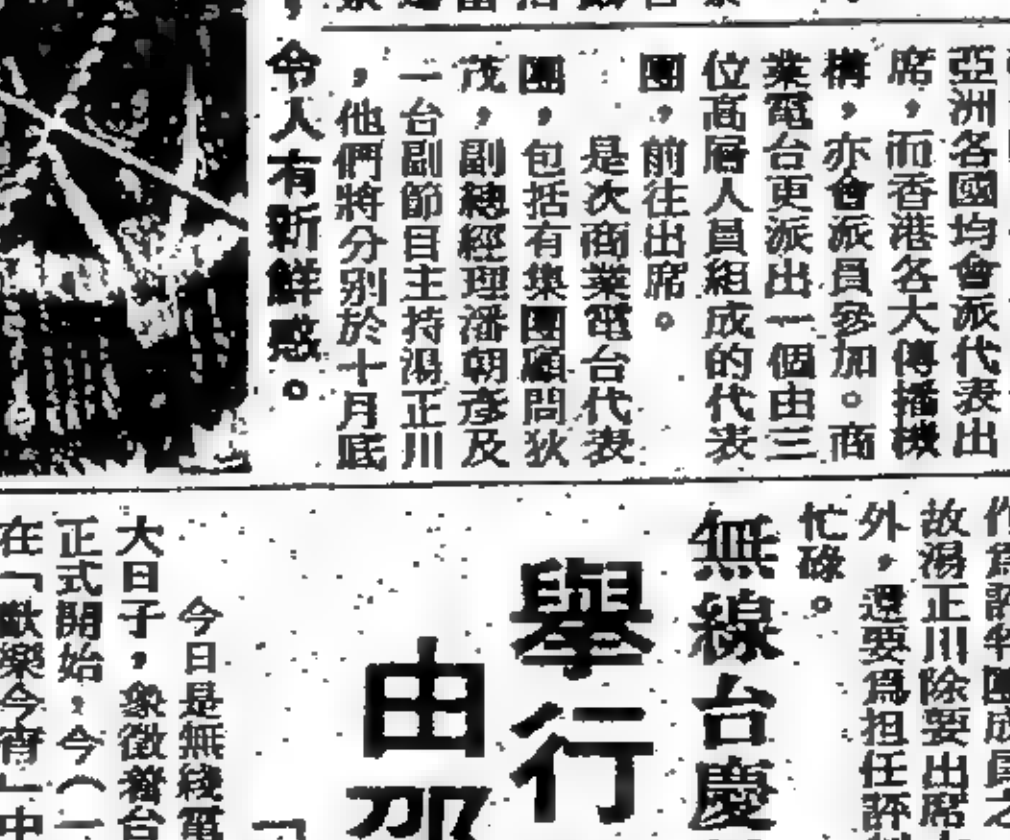 亞洲各國均會派代表出
席，而香港各大傳播機
構，亦會派員參加。商
業電台更派出一個由三
位高層人員組成的代表
團，前往出席。
是次商業電台代表
團，包括有集團顧問狄
茂，副總經理潘朝彥及
一台副節目主持湯正川
，他們將分別於十月底
令人有新鮮感。
故湯正川除要出席
外，還要爲担任評
忙碌。
無線台慶
舉行
由
今日是無綫電
大日子，象徵着台
正式開始，今（一
在「歡樂今宵」中